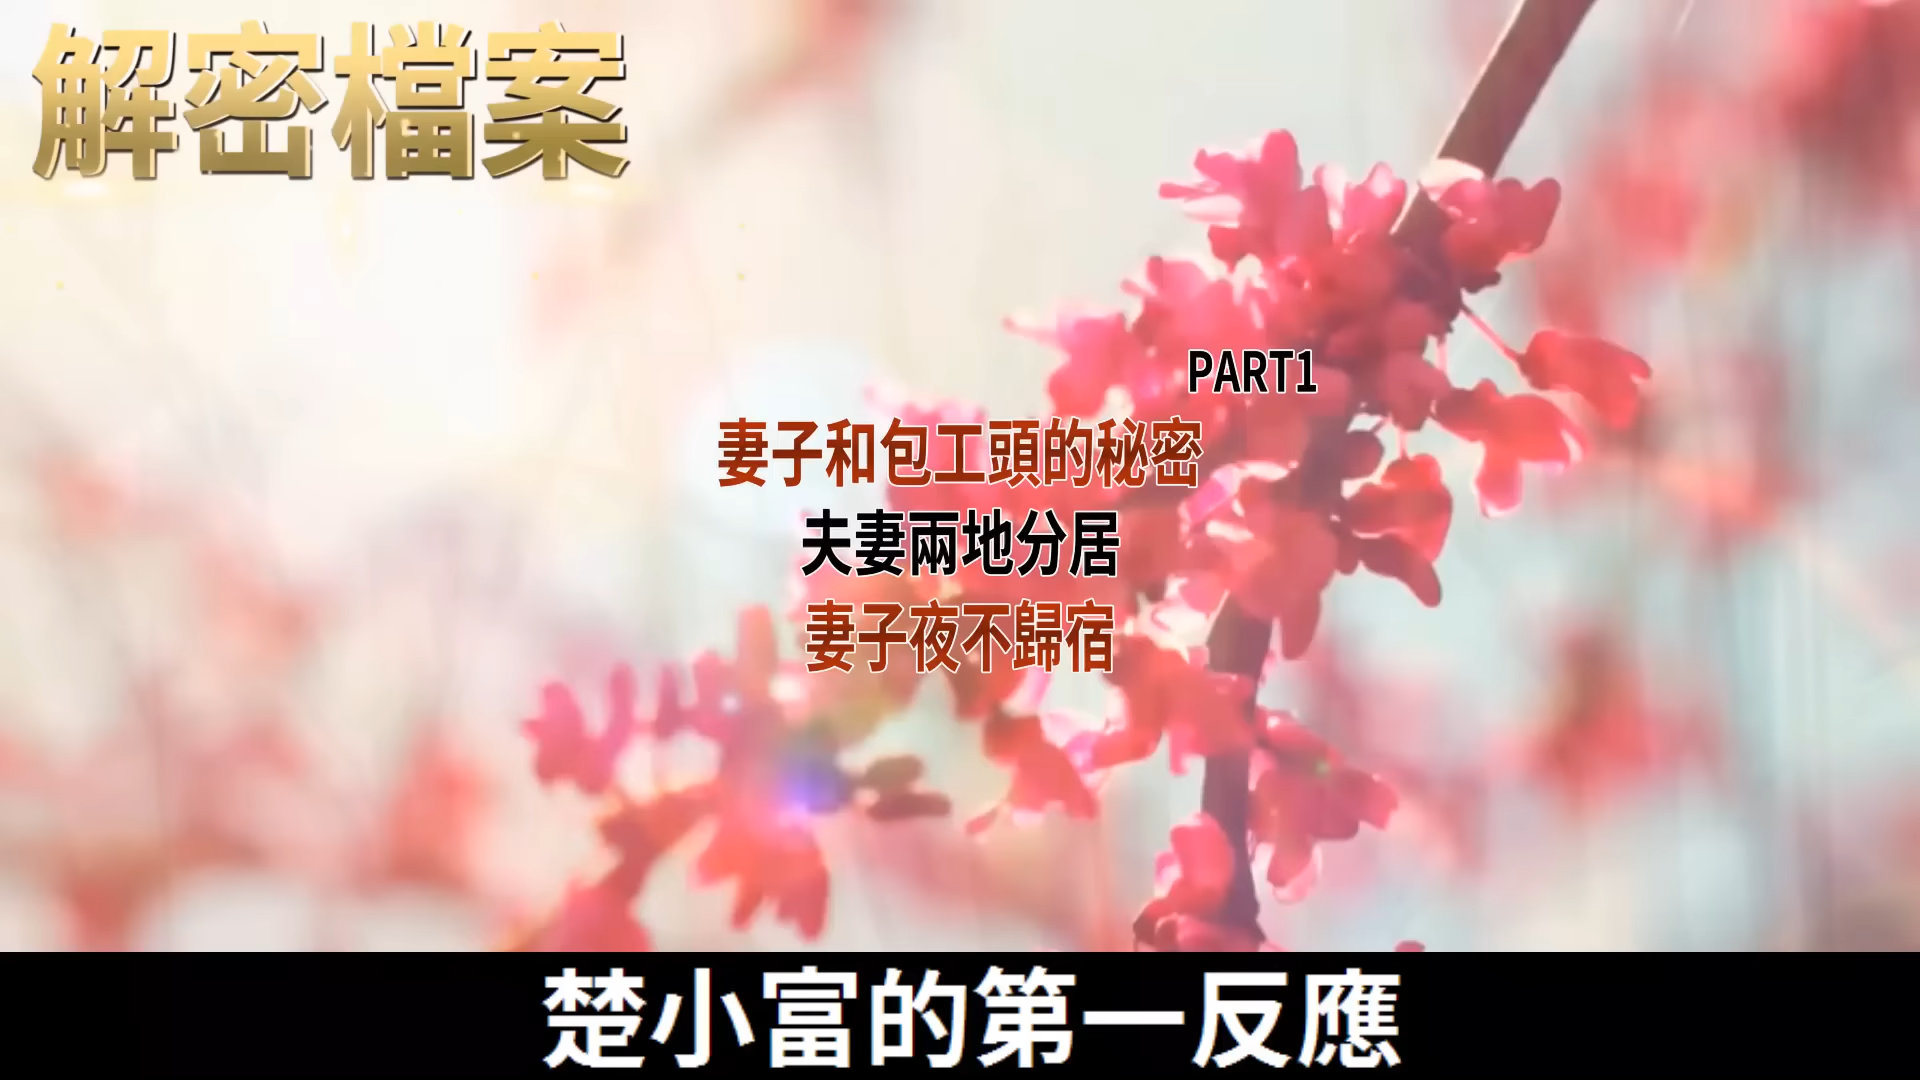 解密檔案
PART1
妻子和包工頭的秘密
夫妻兩地分居
妻子夜不歸宿
楚小富的第一反應